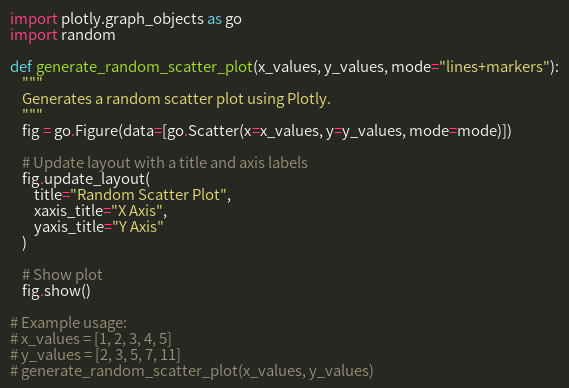 import plotly.graph_objects as go
import random

def generate_random_scatter_plot(x_values, y_values, mode="lines+markers"):
    """
    Generates a random scatter plot using Plotly.
    """
    fig = go.Figure(data=[go.Scatter(x=x_values, y=y_values, mode=mode)])

    # Update layout with a title and axis labels
    fig.update_layout(
        title="Random Scatter Plot",
        xaxis_title="X Axis",
        yaxis_title="Y Axis"
    )

    # Show plot
    fig.show()

# Example usage:
# x_values = [1, 2, 3, 4, 5]
# y_values = [2, 3, 5, 7, 11]
# generate_random_scatter_plot(x_values, y_values)